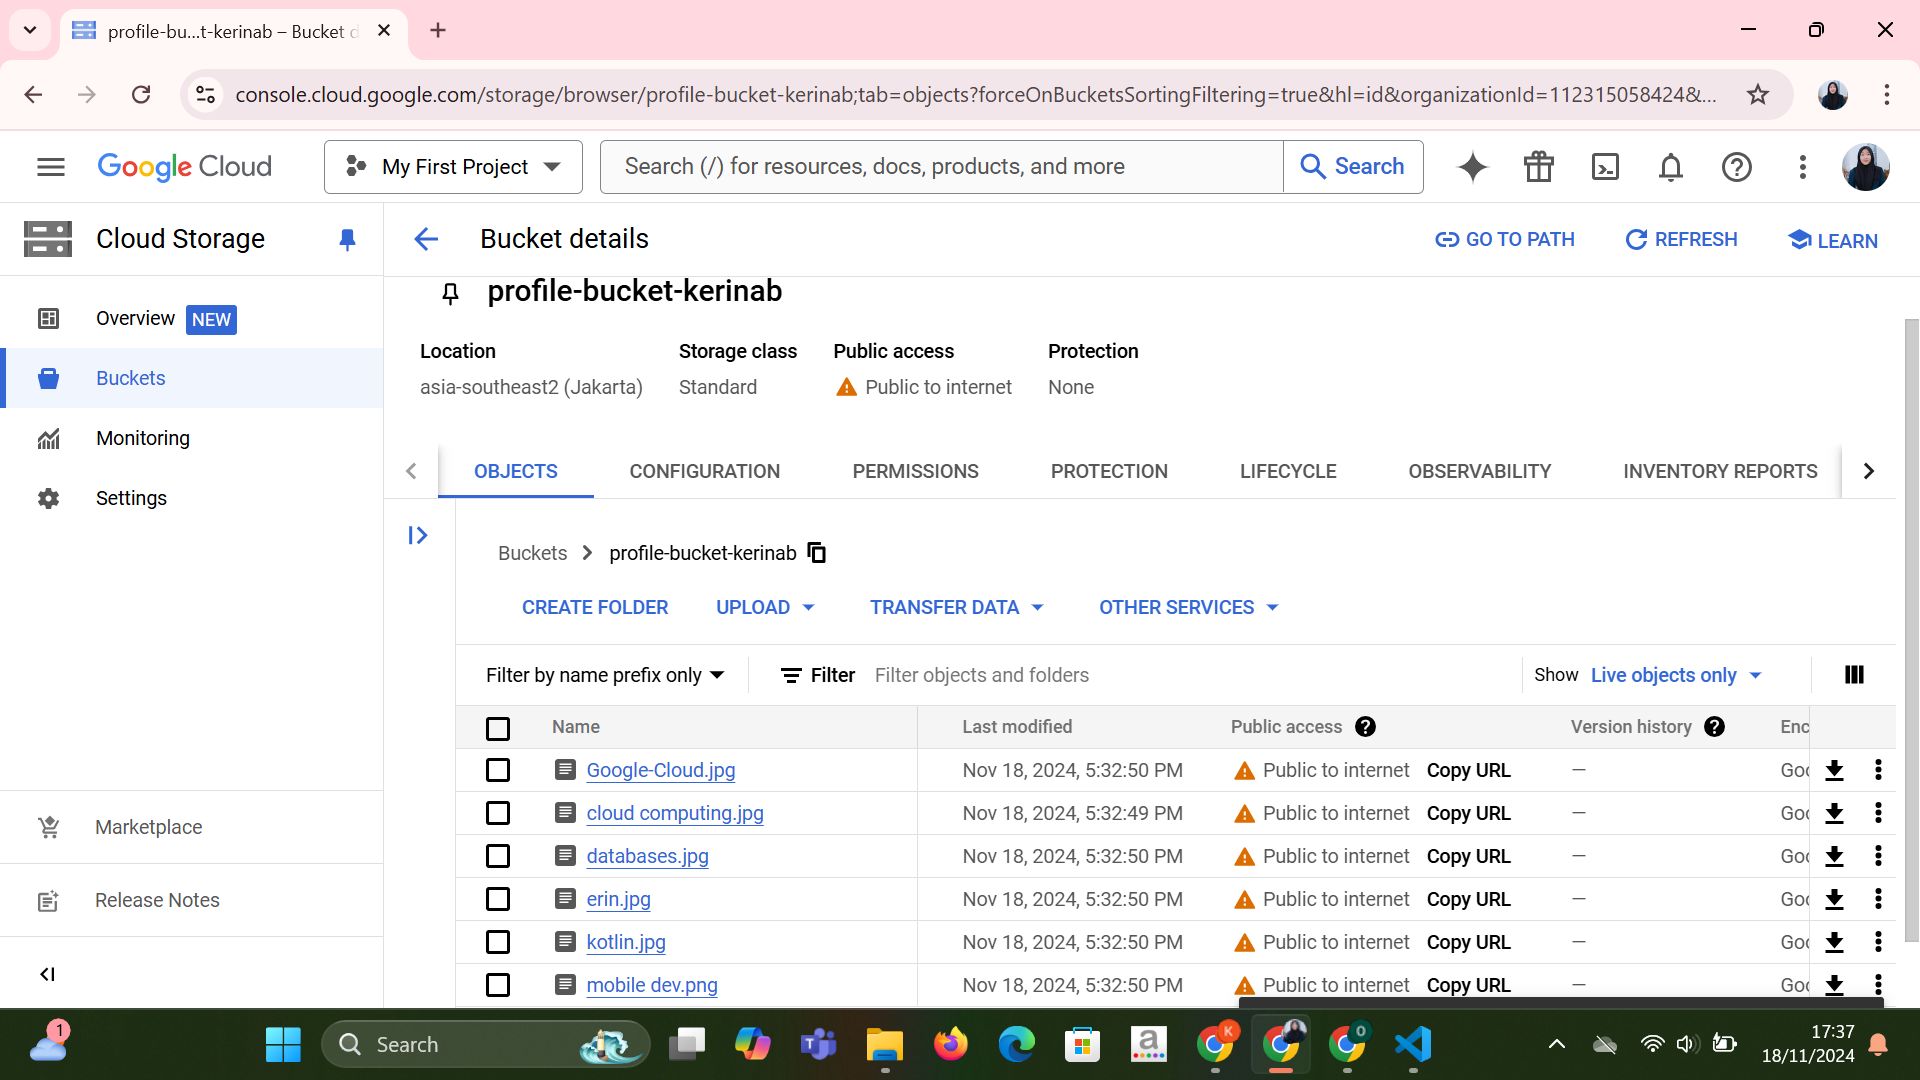 profile-bu...t-kerinab – Bucket d
console.cloud.google.com/storage/browser/profile-bucket-kerinab;tab=objects?forceOnBucketsSortingFiltering=true&hl=id&organizationId=112315058424&...
Google Cloud
My First Project
Search (/) for resources, docs, products, and more
Search
Cloud Storage
Bucket details
GO TO PATH
REFRESH
LEARN
Overview NEW
Buckets
Monitoring
Settings
Marketplace
Release Notes
profile-bucket-kerinab
Location Storage class Public access Protection
asia-southeast2 (Jakarta) Standard Public to internet None
OBJECTS CONFIGURATION PERMISSIONS PROTECTION LIFECYCLE OBSERVABILITY INVENTORY REPORTS
Buckets profile-bucket-kerinab
CREATE FOLDER UPLOAD TRANSFER DATA OTHER SERVICES
Filter by name prefix only Filter Filter objects and folders Show Live objects only
Name Last modified Public access Version history Enc
Google-Cloud.jpg Nov 18, 2024, 5:32:50 PM Public to internet Copy URL — Goo
cloud computing.jpg Nov 18, 2024, 5:32:49 PM Public to internet Copy URL — Goo
databases.jpg Nov 18, 2024, 5:32:50 PM Public to internet Copy URL — Goo
erin.jpg Nov 18, 2024, 5:32:50 PM Public to internet Copy URL — Goo
kotlin.jpg Nov 18, 2024, 5:32:50 PM Public to internet Copy URL — Goo
mobile dev.png Nov 18, 2024, 5:32:50 PM Public to internet Copy URL — Goo
1
Search
T
a
K
O
17:37
18/11/2024